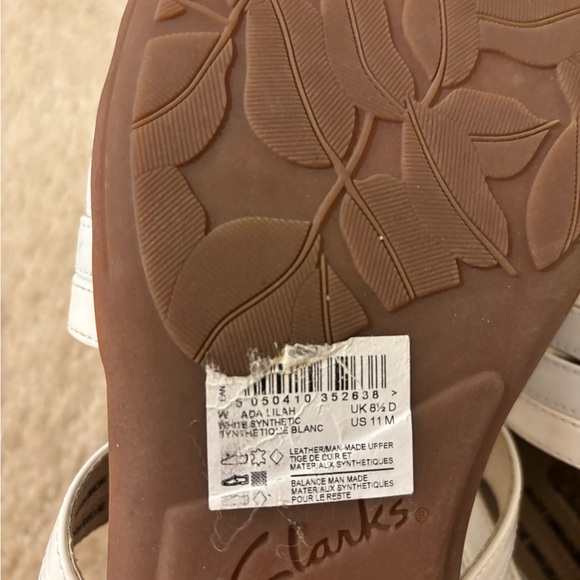 5 050410 352638 >
W ADA LILAH UK 8½ D
WHITE SYNTHETIC US 11 M
SYNTHETIQUE BLANC
LEATHER/MAN-MADE UPPER
TIGE DE CUIR ET
MATERIAUX SYNTHETIQUES
BALANCE MAN MADE
MATERIAUX SYNTHETIQUES
POUR LE RESTE
Clarks®